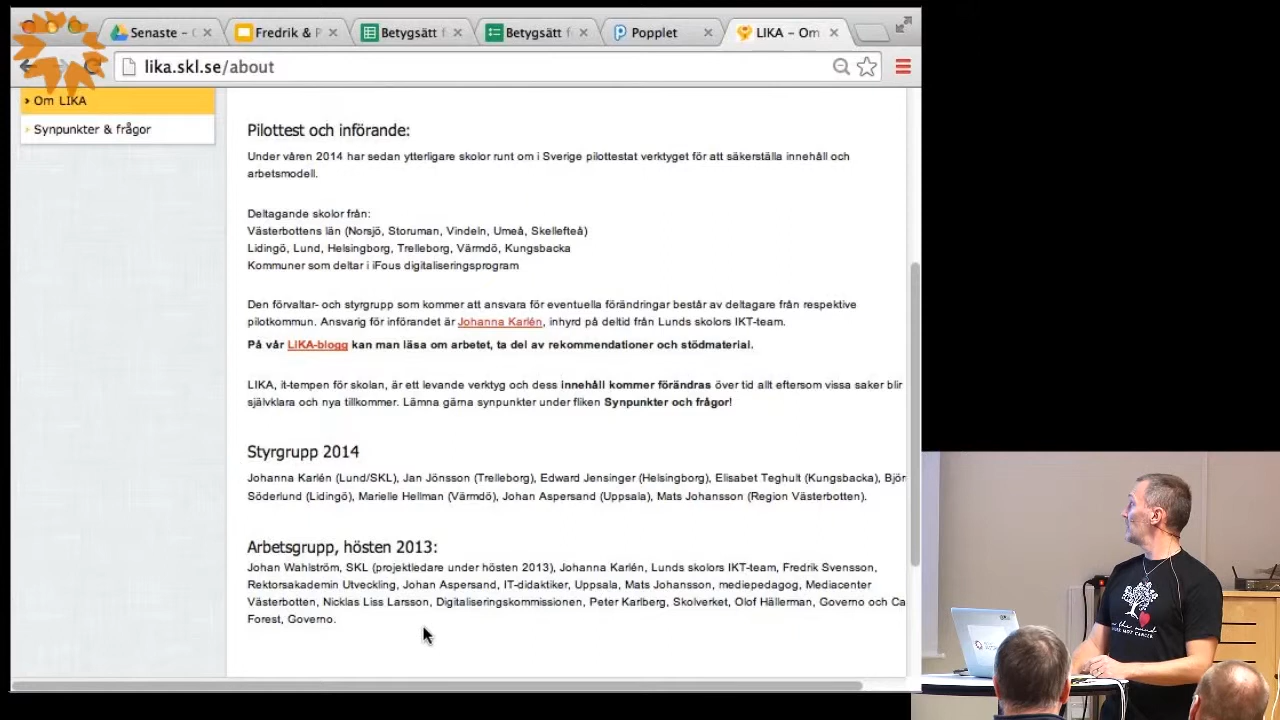 Senaste –
Fredrik & P
Betygsätt f
Betygsätt f
Popplet
LIKA – Om
lika.skl.se/about
Om LIKA
Synpunkter & frågor
Pilottest och införande:
Under våren 2014 har sedan ytterligare skolor runt om i Sverige pilottestat verktyget för att säkerställa innehåll och
arbetsmodell.
Deltagande skolor från:
Västerbottens län (Norsjö, Storuman, Vindeln, Umeå, Skellefteå)
Lidingö, Lund, Helsingborg, Trelleborg, Värmdö, Kungsbacka
Kommuner som deltar i iFous digitaliseringsprogram
Den förvaltar- och styrgrupp som kommer att ansvara för eventuella förändringar består av deltagare från respektive
pilotkommun. Ansvarig för införandet är Johanna Karlén, inhyrd på deltid från Lunds skolors IKT-team.
På vår LIKA-blogg kan man läsa om arbetet, ta del av rekommendationer och stödmaterial.
LIKA, it-tempen för skolan, är ett levande verktyg och dess innehåll kommer förändras över tid allt eftersom vissa saker blir
självklara och nya tillkommer. Lämna gärna synpunkter under fliken Synpunkter och frågor!
Styrgrupp 2014
Johanna Karlén (Lund/SKL), Jan Jönsson (Trelleborg), Edward Jensinger (Helsingborg), Elisabet Teghult (Kungsbacka), Björ
Söderlund (Lidingö), Marielle Hellman (Värmdö), Johan Aspersand (Uppsala), Mats Johansson (Region Västerbotten).
Arbetsgrupp, hösten 2013:
Johan Wahlström, SKL (projektledare under hösten 2013), Johanna Karlén, Lunds skolors IKT-team, Fredrik Svensson,
Rektorsakademin Utveckling, Johan Aspersand, IT-didaktiker, Uppsala, Mats Johansson, mediepedagog, Mediacenter
Västerbotten, Nicklas Liss Larsson, Digitaliseringskommissionen, Peter Karlberg, Skolverket, Olof Hällerman, Governo och Ca
Forest, Governo.